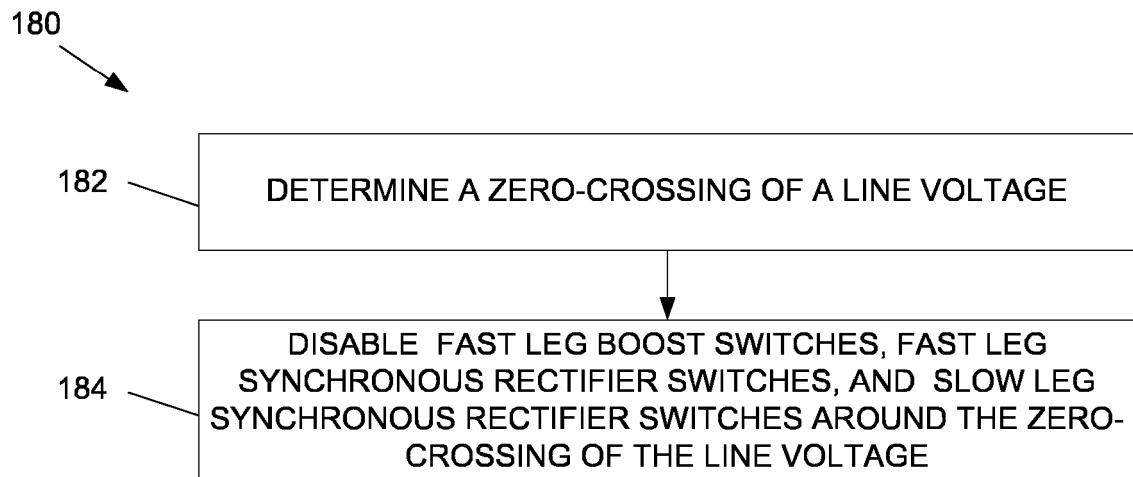 180
182
DETERMINE A ZERO-CROSSING OF A LINE VOLTAGE
184
DISABLE FAST LEG BOOST SWITCHES, FAST LEG
SYNCHRONOUS RECTIFIER SWITCHES, AND SLOW LEG
SYNCHRONOUS RECTIFIER SWITCHES AROUND THE ZERO-
CROSSING OF THE LINE VOLTAGE